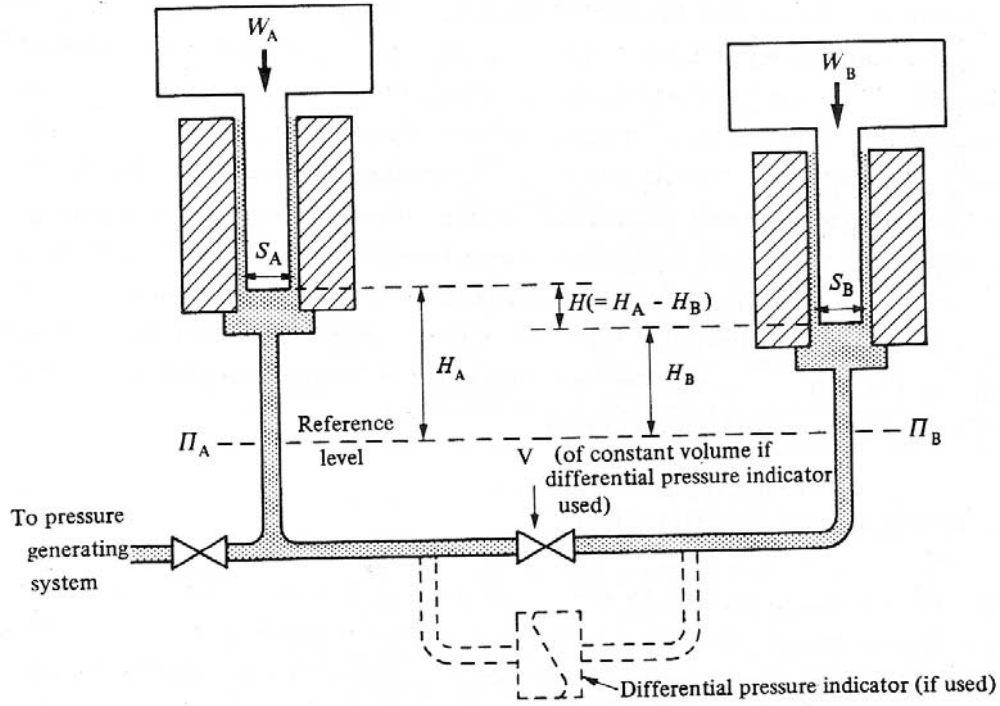 W_A
W_B
S_A
H(= H_A − H_B)
S_B
H_A
H_B
Π_A
Reference
level
Π_B
V (of constant volume if
differential pressure indicator
used)
To pressure
generating
system
Differential pressure indicator (if used)